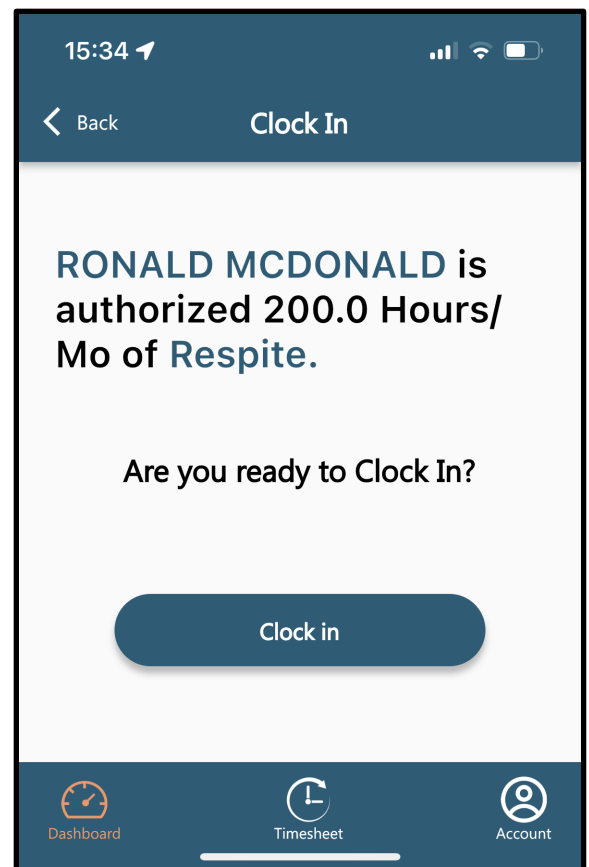 15:34
Back
Clock In
RONALD MCDONALD is
authorized 200.0 Hours/
Mo of Respite.
Are you ready to Clock In?
Clock in
Dashboard
Timesheet
Account